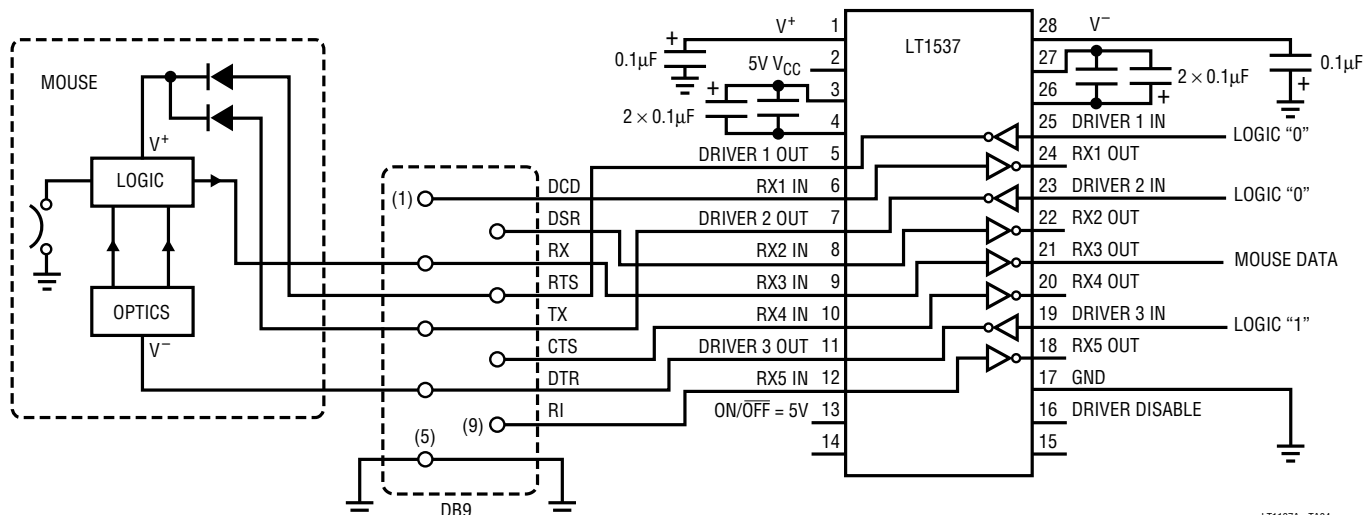 MOUSE
V+
LOGIC
OPTICS
V−
(1)
DCD
DSR
RX
RTS
TX
CTS
DTR
(9)
RI
(5)
DB9
LT1537
V+
1
0.1µF
5V VCC
2
3
2 × 0.1µF
4
DRIVER 1 OUT
5
RX1 IN
6
DRIVER 2 OUT
7
RX2 IN
8
RX3 IN
9
RX4 IN
10
DRIVER 3 OUT
11
RX5 IN
12
ON/O̅F̅F̅ = 5V
13
14
28
V−
27
0.1µF
2 × 0.1µF
26
25
DRIVER 1 IN
LOGIC “0”
24
RX1 OUT
23
DRIVER 2 IN
LOGIC “0”
22
RX2 OUT
21
RX3 OUT
MOUSE DATA
20
RX4 OUT
19
DRIVER 3 IN
LOGIC “1”
18
RX5 OUT
17
GND
16
DRIVER DISABLE
15